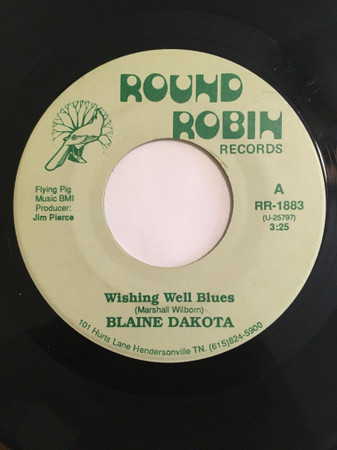 ROUND
ROBIN
RECORDS
Flying Pig
Music BMI
Producer:
Jim Pierce
A
RR-1883
(U-25797)
3:25
Wishing Well Blues
(Marshall Wilborn)
BLAINE DAKOTA
101 Hurts Lane Hendersonville TN. (615)824-5900